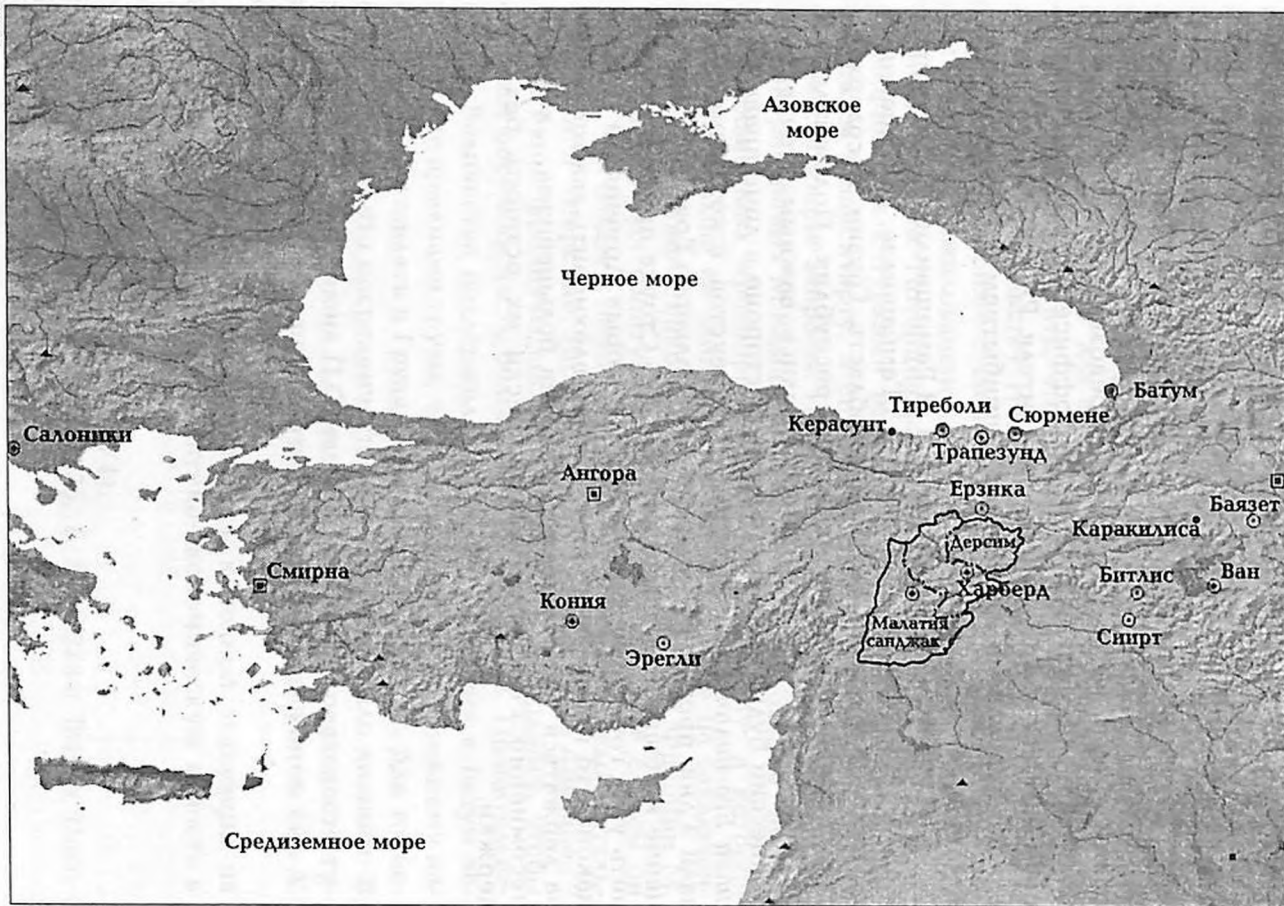 Азовское
море
Черное море
Батум
Тиреболи
Сюрмене
Керасунт
Трапезунд
Салоники
Ангора
Ерзнка
Баязет
Каракилиса
Дерсим
Смирна
Битлис
Ван
Харберд
Кония
Малатия
санджак
Сиирт
Эрегли
Средиземное море